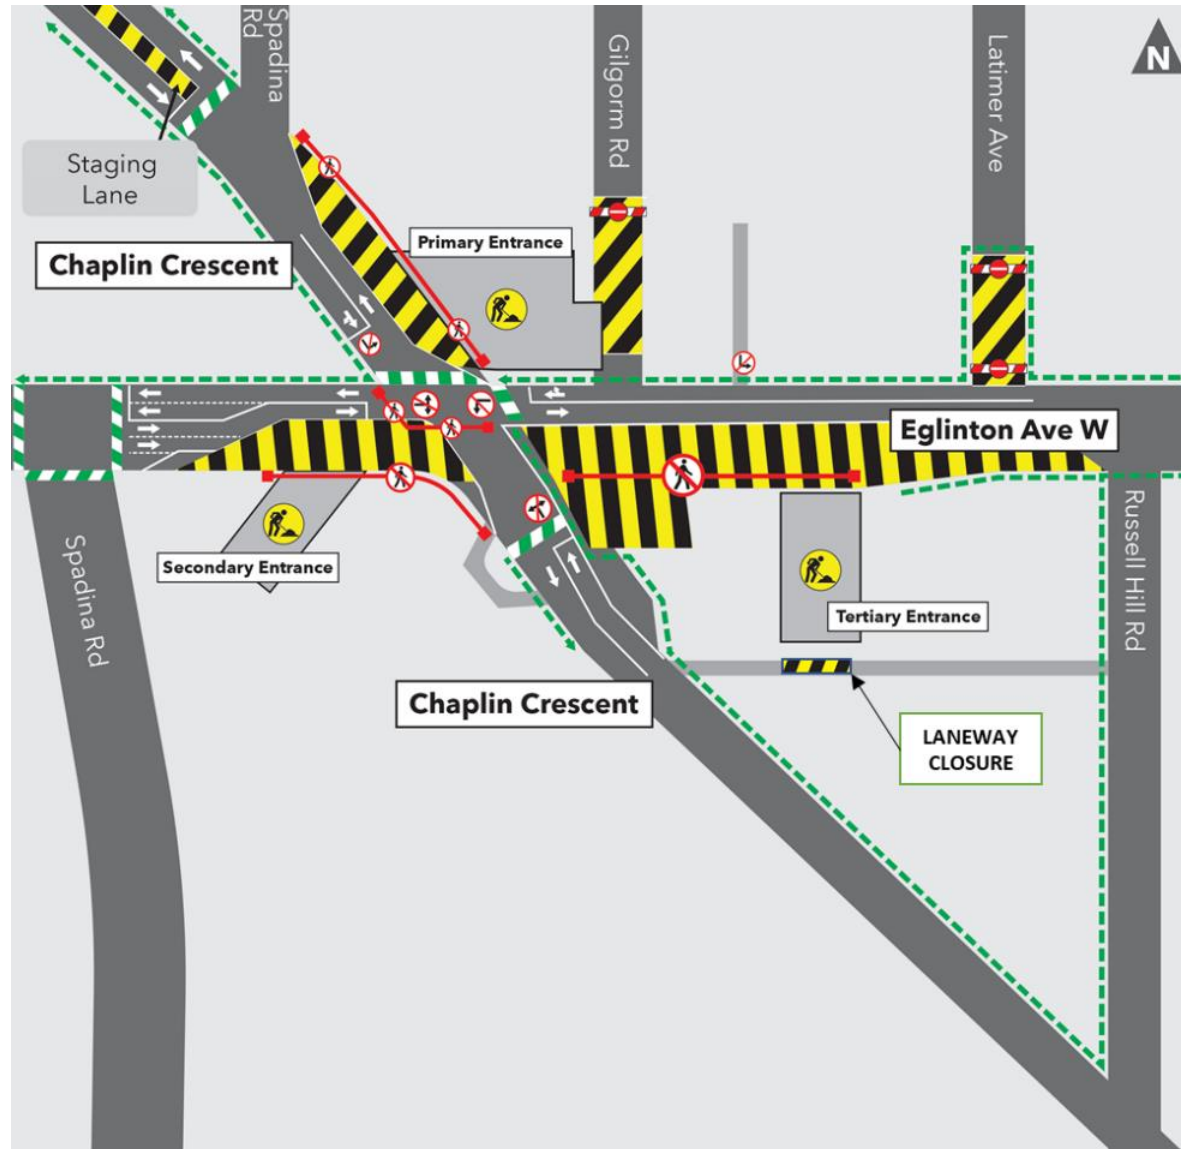 Spadina
Rd
Gilgorm Rd
Latimer Ave
N
Staging
Lane
Primary Entrance
Chaplin Crescent
Eglinton Ave W
Secondary Entrance
Spadina Rd
Russell Hill Rd
Tertiary Entrance
Chaplin Crescent
LANEWAY
CLOSURE